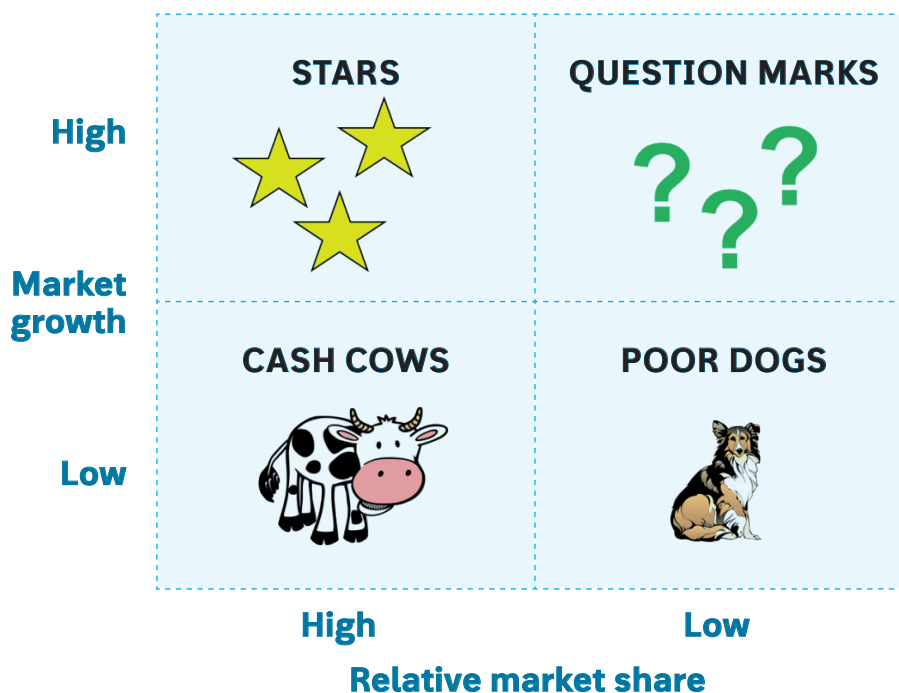 STARS
QUESTION MARKS
High
? ? ?
Market
growth
CASH COWS
POOR DOGS
Low
High
Low
Relative market share